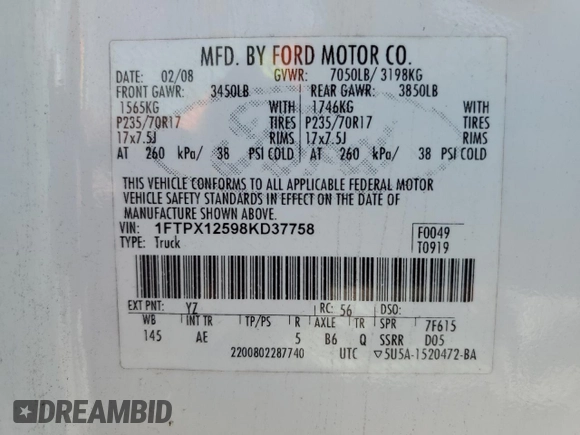 MFD. BY FORD MOTOR CO.
DATE: 02/08 GVWR: 7050LB/ 3198KG
FRONT GAWR: 3450LB REAR GAWR: 3850LB
1565KG WITH 1746KG WITH
P235/70R17 TIRES P235/70R17 TIRES
17x7.5J RIMS 17x7.5J RIMS
AT 260 kPa/ 38 PSI COLD AT 260 kPa/ 38 PSI COLD
THIS VEHICLE CONFORMS TO ALL APPLICABLE FEDERAL MOTOR
VEHICLE SAFETY STANDARDS IN EFFECT ON THE DATE OF
MANUFACTURE SHOWN ABOVE.
VIN: 1FTPX12598KD37758 F0049
TYPE: Truck T0919
EXT PNT: YZ RC: 56 DSO:
WB INT TR TP/PS R AXLE TR SPR 7F615
145 AE 5 B6 Q SSRR D05
2200802287740 UTC ▽5U5A-1520472-BA
DREAMBID